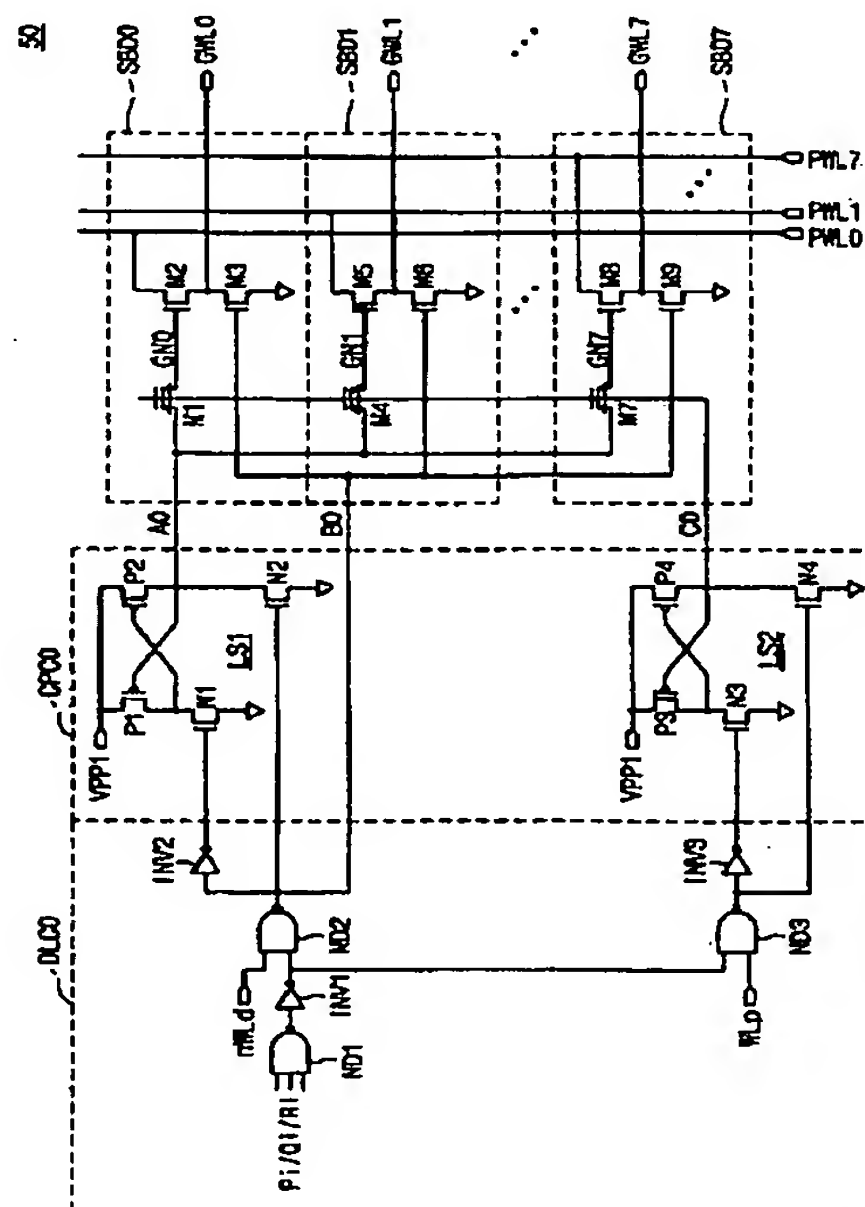 50
SBD0
GWL0
SBD1
GWL1
SBD7
GWL7
PWL7
PWL1
PWL0
M2
M3
GN0
M1
M5
M6
GN1
M4
M8
M9
GN7
M7
A0
B0
C0
CPC0
VPP1
P1
P2
N1
N2
LS1
VPP1
P3
P4
N3
N4
LS2
DLC0
INV2
INV3
ND2
nWLd
INV1
ND1
ND3
WLp
Pi/Qi/Ri